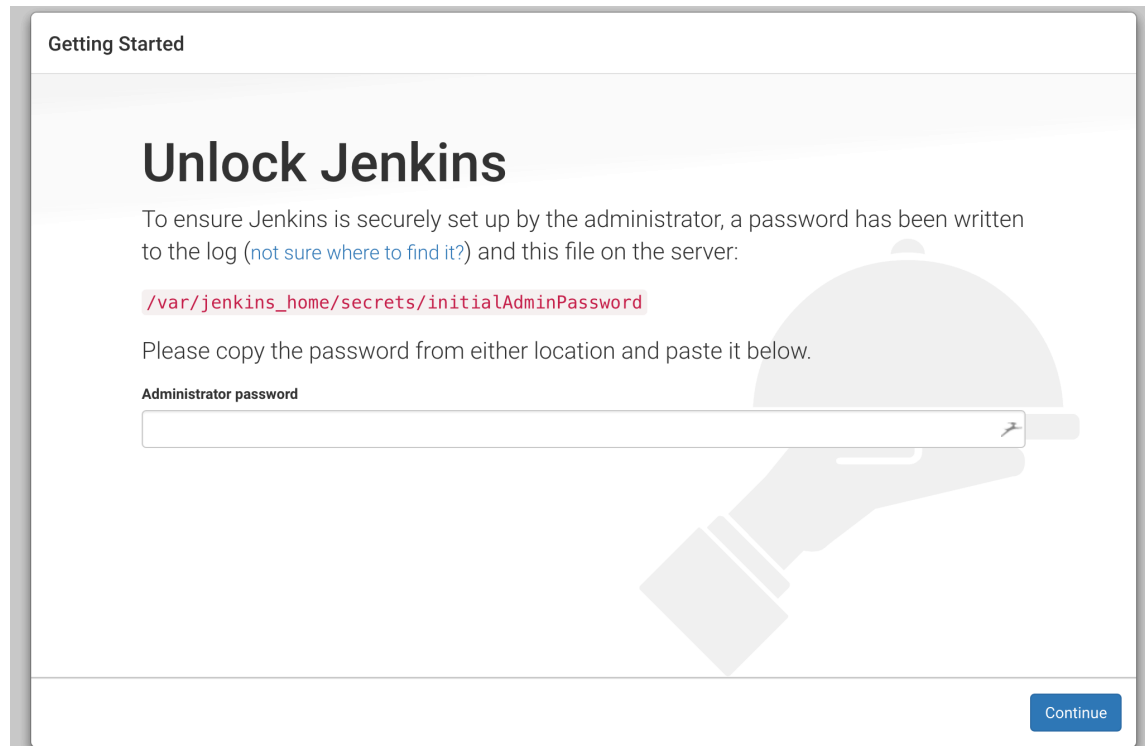 Getting Started
Unlock Jenkins
To ensure Jenkins is securely set up by the administrator, a password has been written
to the log (not sure where to find it?) and this file on the server:
/var/jenkins_home/secrets/initialAdminPassword
Please copy the password from either location and paste it below.
Administrator password
Continue